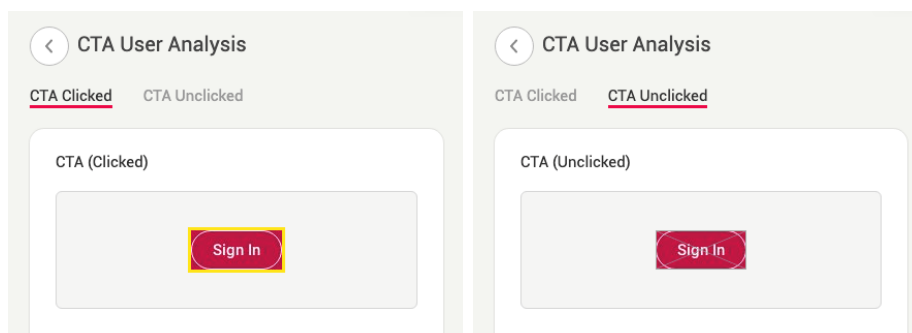 CTA User Analysis
CTA Clicked CTA Unclicked
CTA (Clicked)
Sign In
CTA User Analysis
CTA Clicked CTA Unclicked
CTA (Unclicked)
Sign In